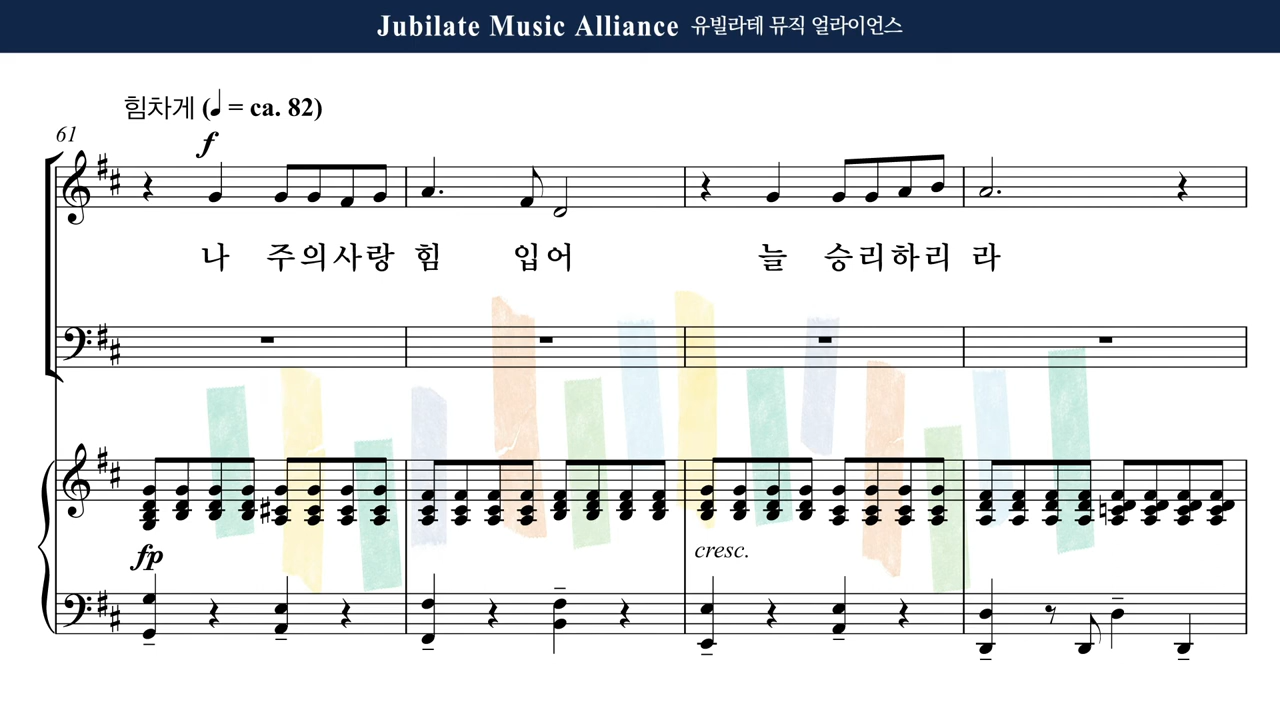 Jubilate Music Alliance 유빌라테 뮤직 얼라이언스
힘차게 (♩ = ca. 82)
61
f
나 주의사랑 힘 입어 늘 승리하리 라
fp
cresc.